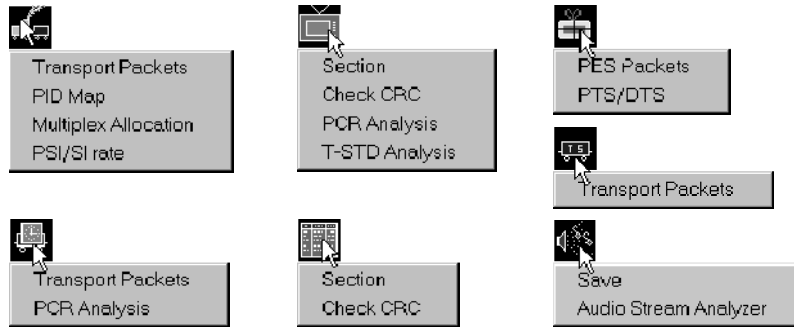 Transport Packets
PID Map
Multiplex Allocation
PSI/SI rate
Section
Check CRC
PCR Analysis
T-STD Analysis
PES Packets
PTS/DTS
TS
Transport Packets
Transport Packets
PCR Analysis
Section
Check CRC
Save
Audio Stream Analyzer